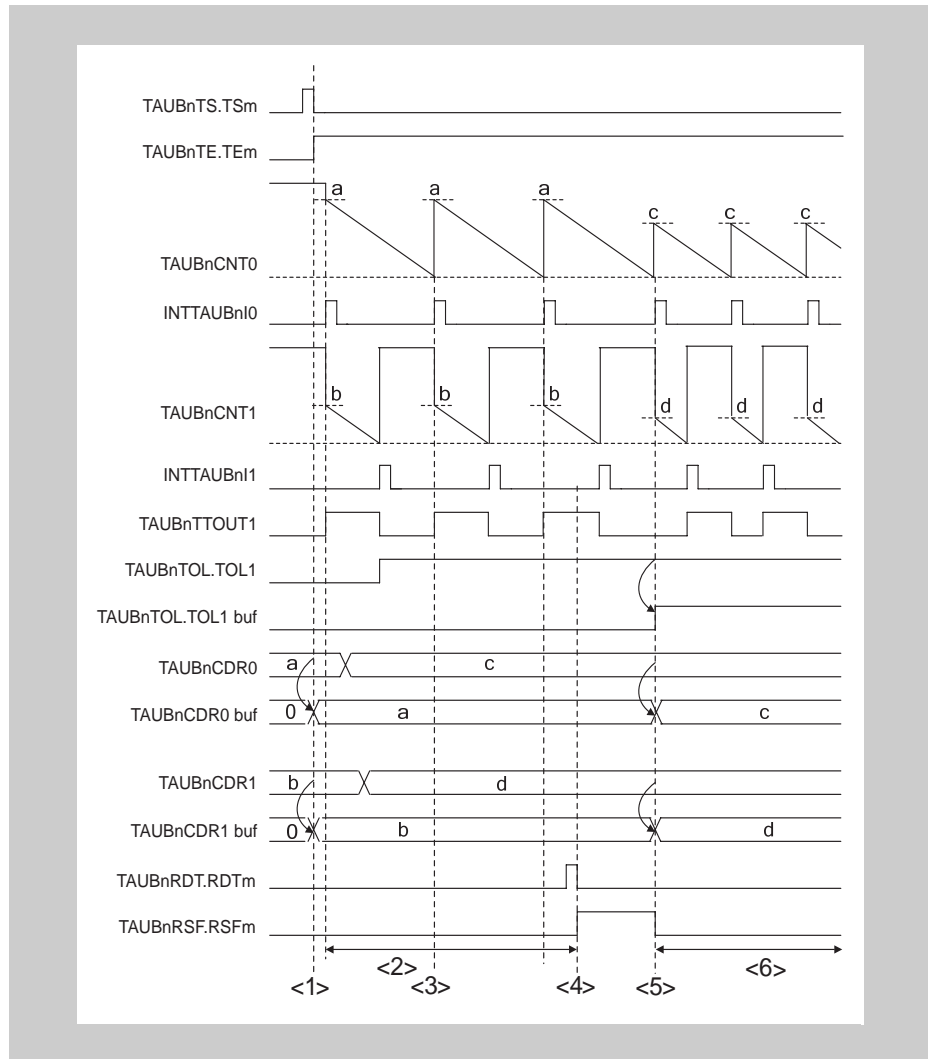 TAUBnTS.TSm
TAUBnTE.TEm
a a a
c c c
TAUBnCNT0
INTTAUBnI0
b b b
d d d
TAUBnCNT1
INTTAUBnI1
TAUBnTTOUT1
TAUBnTOL.TOL1
TAUBnTOL.TOL1 buf
TAUBnCDR0 a c
TAUBnCDR0 buf 0 a c
TAUBnCDR1 b d
TAUBnCDR1 buf 0 b d
TAUBnRDT.RDTm
TAUBnRSF.RSFm
<2> <6>
<1> <3> <4> <5>